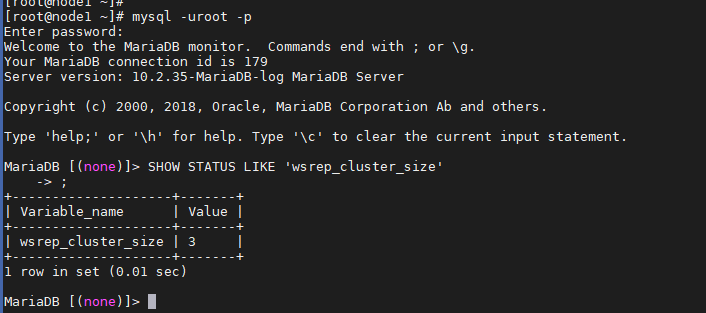 [root@node1 ~]#
[root@node1 ~]# mysql -uroot -p
Enter password:
Welcome to the MariaDB monitor.  Commands end with ; or \g.
Your MariaDB connection id is 179
Server version: 10.2.35-MariaDB-log MariaDB Server
Copyright (c) 2000, 2018, Oracle, MariaDB Corporation Ab and others.
Type 'help;' or '\h' for help. Type '\c' to clear the current input statement.
MariaDB [(none)]> SHOW STATUS LIKE 'wsrep_cluster_size'
    -> ;
+--------------------+-------+
| Variable_name      | Value |
+--------------------+-------+
| wsrep_cluster_size | 3     |
+--------------------+-------+
1 row in set (0.01 sec)
MariaDB [(none)]>